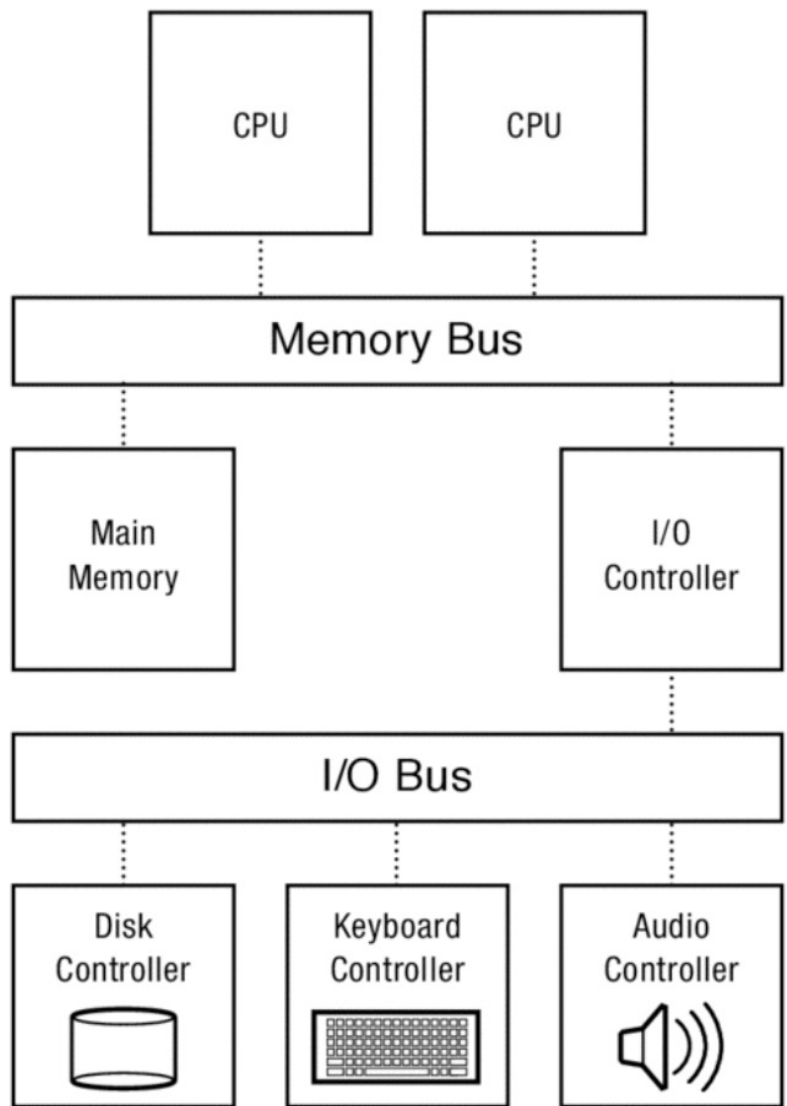 CPU
CPU
Memory Bus
Main
Memory
I/O
Controller
I/O Bus
Disk
Controller
Keyboard
Controller
Audio
Controller